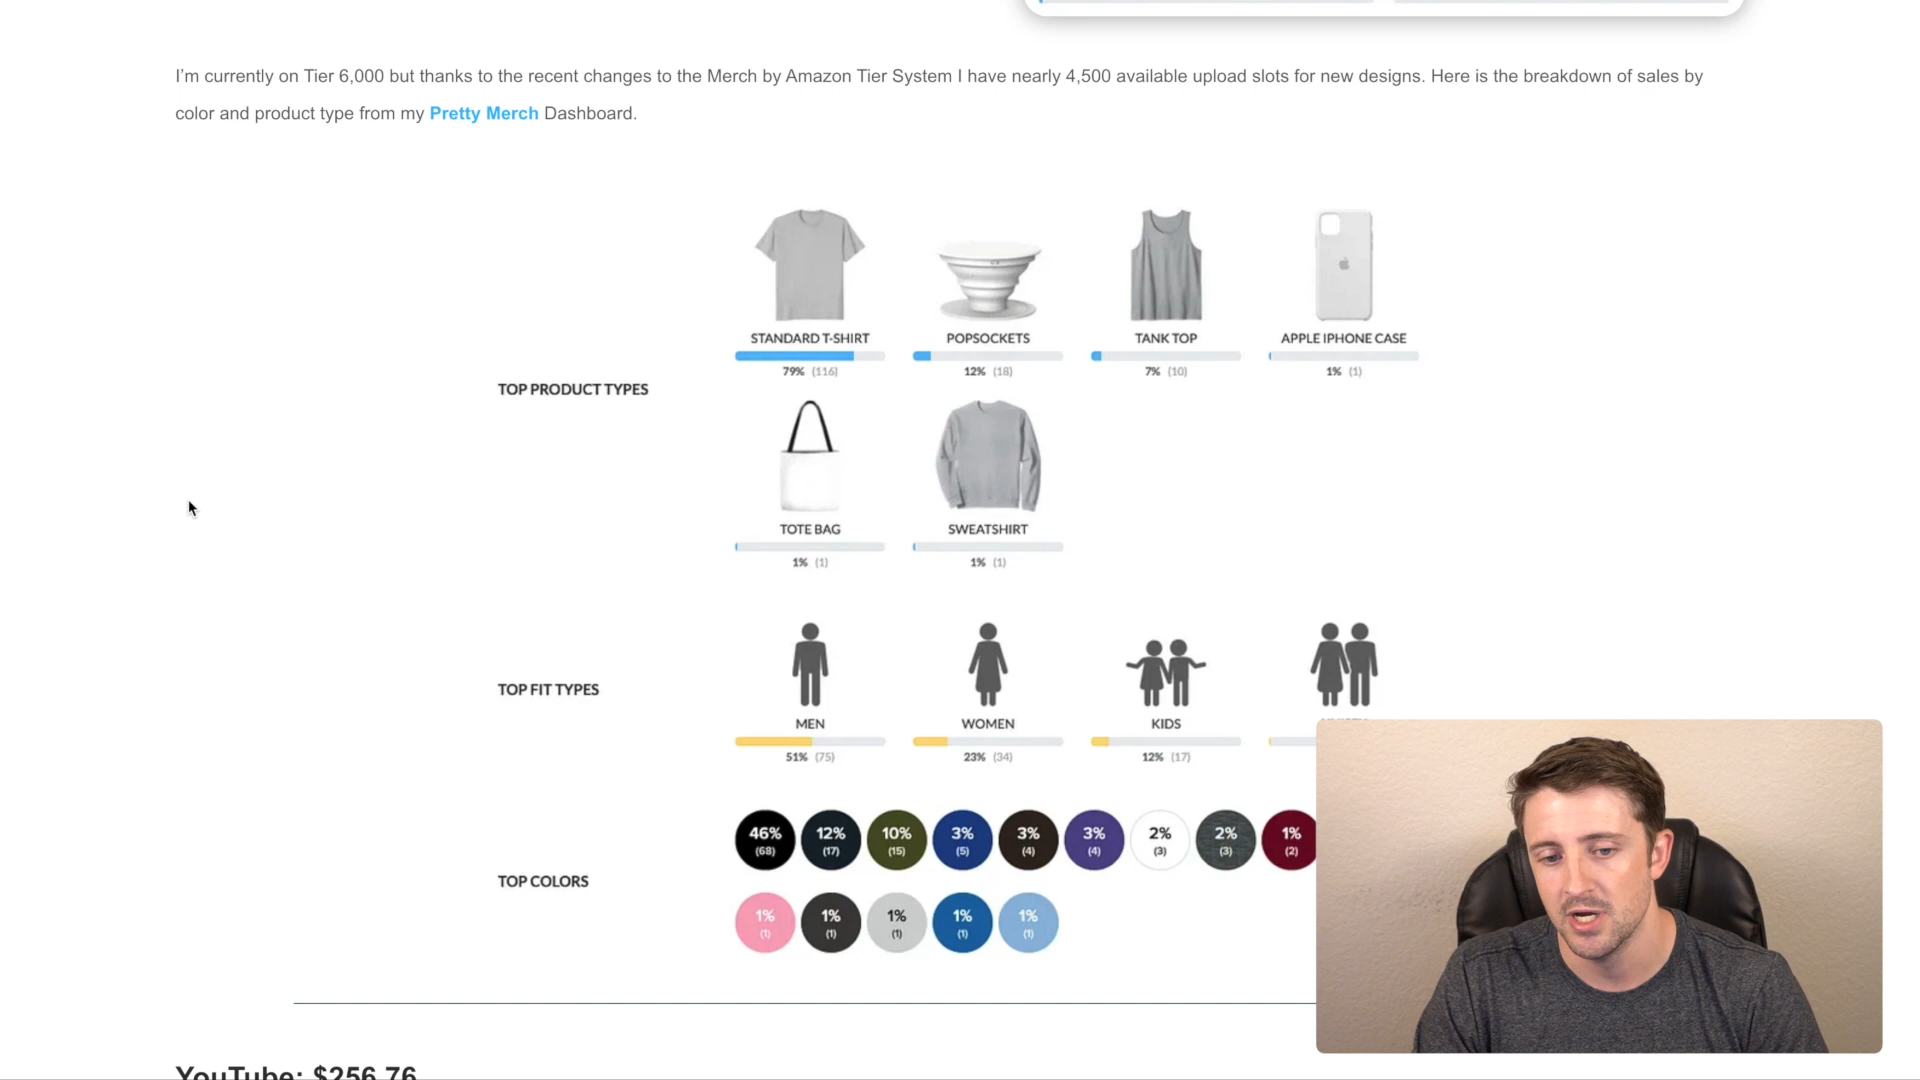 I'm currently on Tier 6,000 but thanks to the recent changes to the Merch by Amazon Tier System I have nearly 4,500 available upload slots for new designs. Here is the breakdown of sales by
color and product type from my Pretty Merch Dashboard.
TOP PRODUCT TYPES
STANDARD T-SHIRT POPSOCKETS TANK TOP APPLE IPHONE CASE
79% (116) 12% (18) 7% (10) 1% (1)
TOTE BAG SWEATSHIRT
1% (1) 1% (1)
TOP FIT TYPES
MEN WOMEN KIDS
51% (75) 23% (34) 12% (17)
TOP COLORS
46% 12% 10% 3% 3% 3% 2% 2% 1%
(68) (17) (15) (5) (4) (4) (3) (3) (2)
1% 1% 1% 1% 1%
(1) (1) (1) (1) (1)
YouTube: $256.76